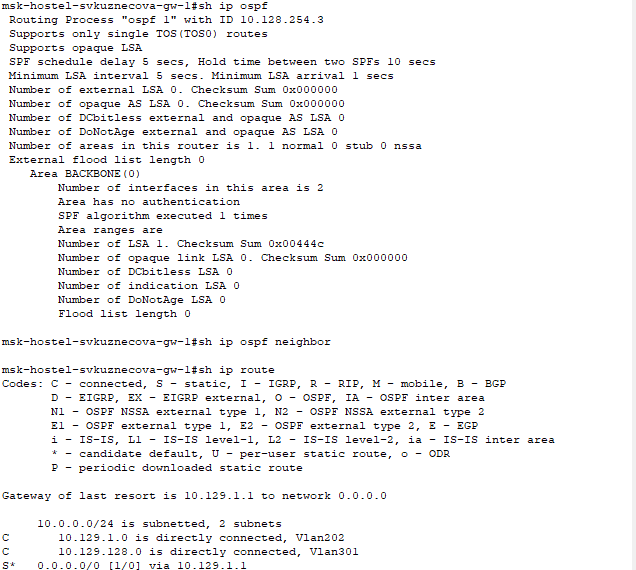 msk-hostel-svkuznecova-gw-1#sh ip ospf
Routing Process "ospf 1" with ID 10.128.254.3
Supports only single TOS(TOS0) routes
Supports opaque LSA
SPF schedule delay 5 secs, Hold time between two SPFs 10 secs
Minimum LSA interval 5 secs. Minimum LSA arrival 1 secs
Number of external LSA 0. Checksum Sum 0x000000
Number of opaque AS LSA 0. Checksum Sum 0x000000
Number of DCbitless external and opaque AS LSA 0
Number of DoNotAge external and opaque AS LSA 0
Number of areas in this router is 1. 1 normal 0 stub 0 nssa
External flood list length 0
Area BACKBONE(0)
Number of interfaces in this area is 2
Area has no authentication
SPF algorithm executed 1 times
Area ranges are
Number of LSA 1. Checksum Sum 0x00444c
Number of opaque link LSA 0. Checksum Sum 0x000000
Number of DCbitless LSA 0
Number of indication LSA 0
Number of DoNotAge LSA 0
Flood list length 0
msk-hostel-svkuznecova-gw-1#sh ip ospf neighbor
msk-hostel-svkuznecova-gw-1#sh ip route
Codes: C - connected, S - static, I - IGRP, R - RIP, M - mobile, B - BGP
D - EIGRP, EX - EIGRP external, O - OSPF, IA - OSPF inter area
N1 - OSPF NSSA external type 1, N2 - OSPF NSSA external type 2
E1 - OSPF external type 1, E2 - OSPF external type 2, E - EGP
i - IS-IS, L1 - IS-IS level-1, L2 - IS-IS level-2, ia - IS-IS inter area
* - candidate default, U - per-user static route, o - ODR
P - periodic downloaded static route
Gateway of last resort is 10.129.1.1 to network 0.0.0.0
10.0.0.0/24 is subnetted, 2 subnets
C 10.129.1.0 is directly connected, Vlan202
C 10.129.128.0 is directly connected, Vlan301
S* 0.0.0.0/0 [1/0] via 10.129.1.1